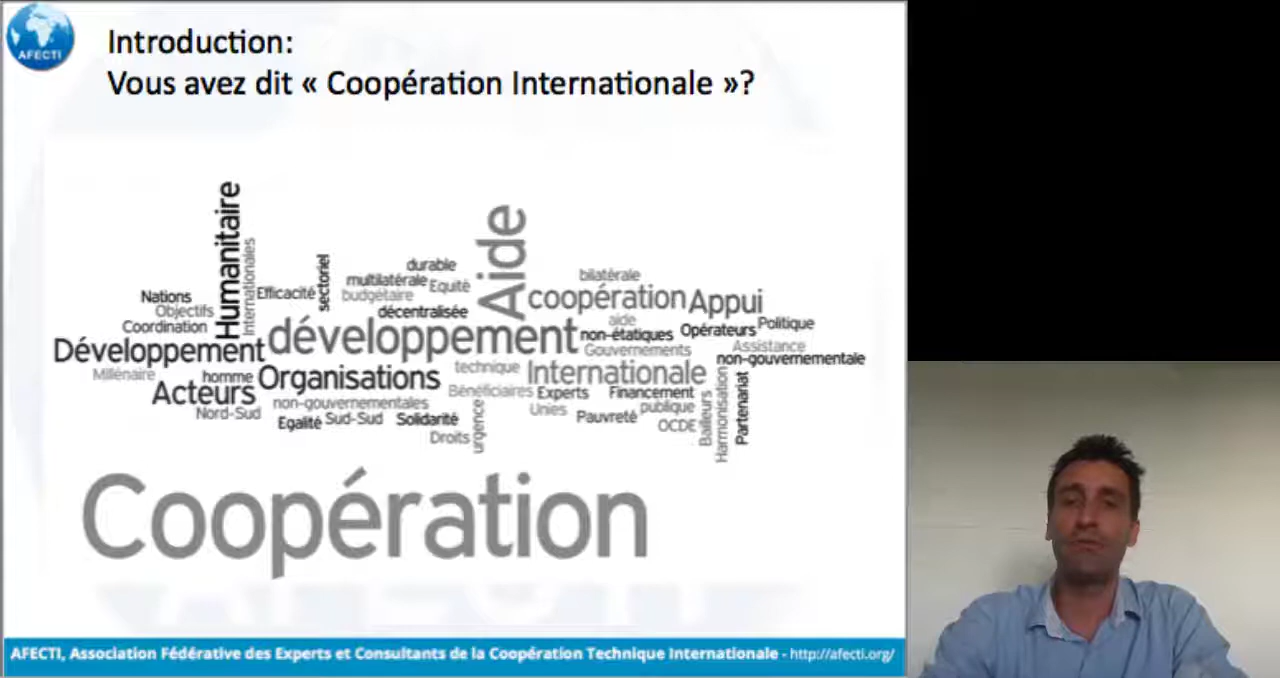 AFECTI
Introduction:
Vous avez dit « Coopération Internationale »?
Humanitaire
Internationales
Aide
sectoriel
durable
multilatérale
Equité
bilatérale
Nations
Efficacité
budgétaire
coopération
Appui
Objectifs
décentralisée
aide
Coordination
développement
non-étatiques
Opérateurs
Politique
Développement
Gouvernements
Assistance
non-gouvernementale
Millénaire
homme
Organisations
technique
Internationale
Acteurs
non-gouvernementales
Bénéficiaires
Experts
Financement
Nord-Sud
Egalité
Sud-Sud
Solidarité
Unies
Pauvreté
publique
OCDE
Droits
urgence
Bailleurs
Harmonisation
Partenariat
Coopération
AFECTI, Association Fédérative des Experts et Consultants de la Coopération Technique Internationale - http://afecti.org/